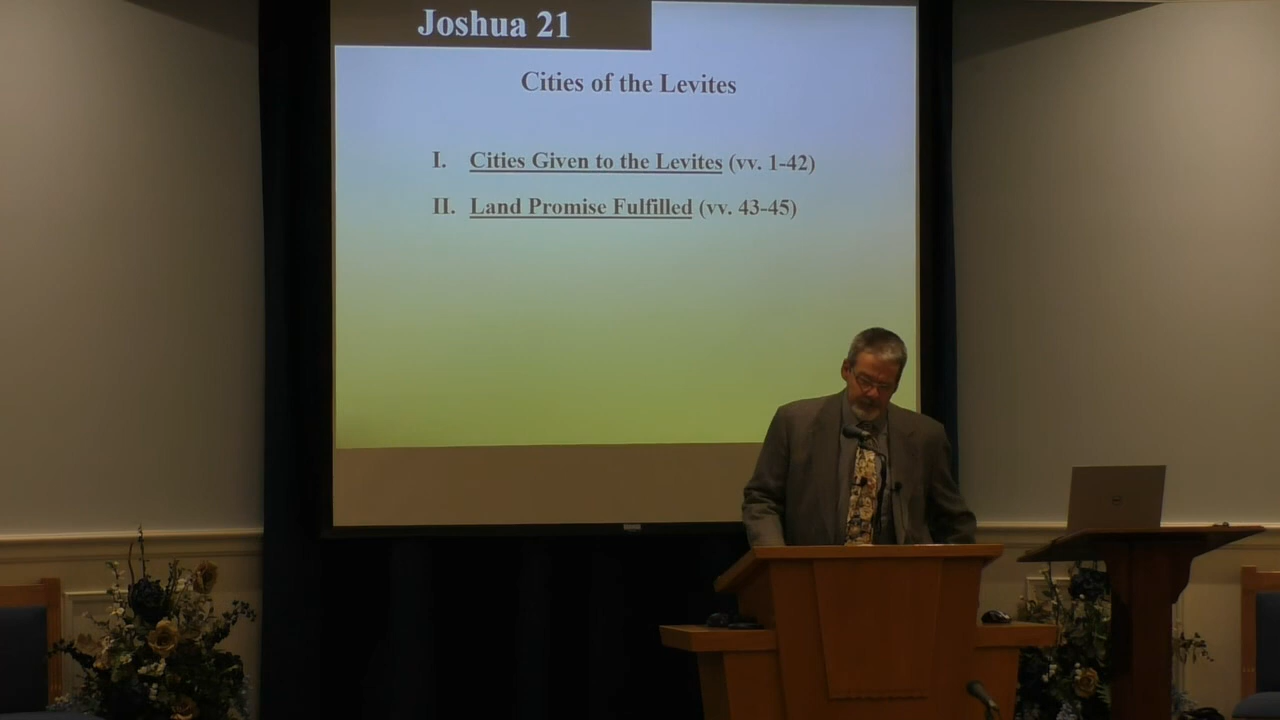 Joshua 21
Cities of the Levites
I. Cities Given to the Levites (vv. 1-42)
II. Land Promise Fulfilled (vv. 43-45)
DELL